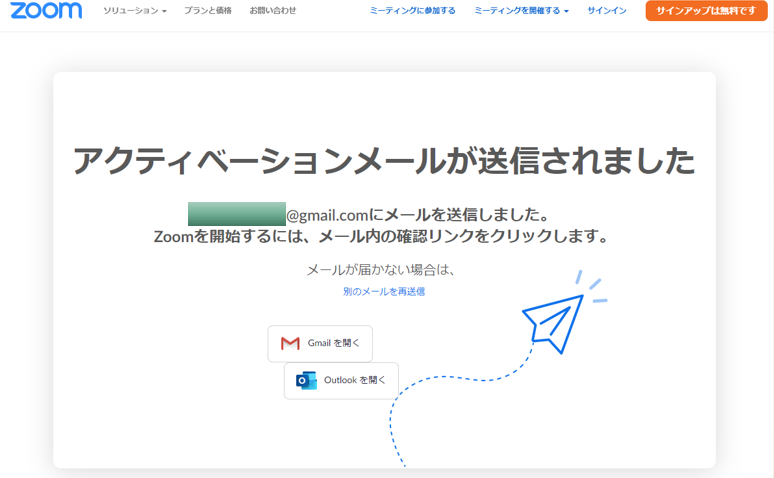 zoom ソリューション プランと価格 お問い合わせ ミーティングに参加する ミーティングを開催する サインイン サインアップは無料です
アクティベーションメールが送信されました
@gmail.comにメールを送信しました。
Zoomを開始するには、メール内の確認リンクをクリックします。
メールが届かない場合は、
別のメールを再送信
Gmail を開く
Outlook を開く